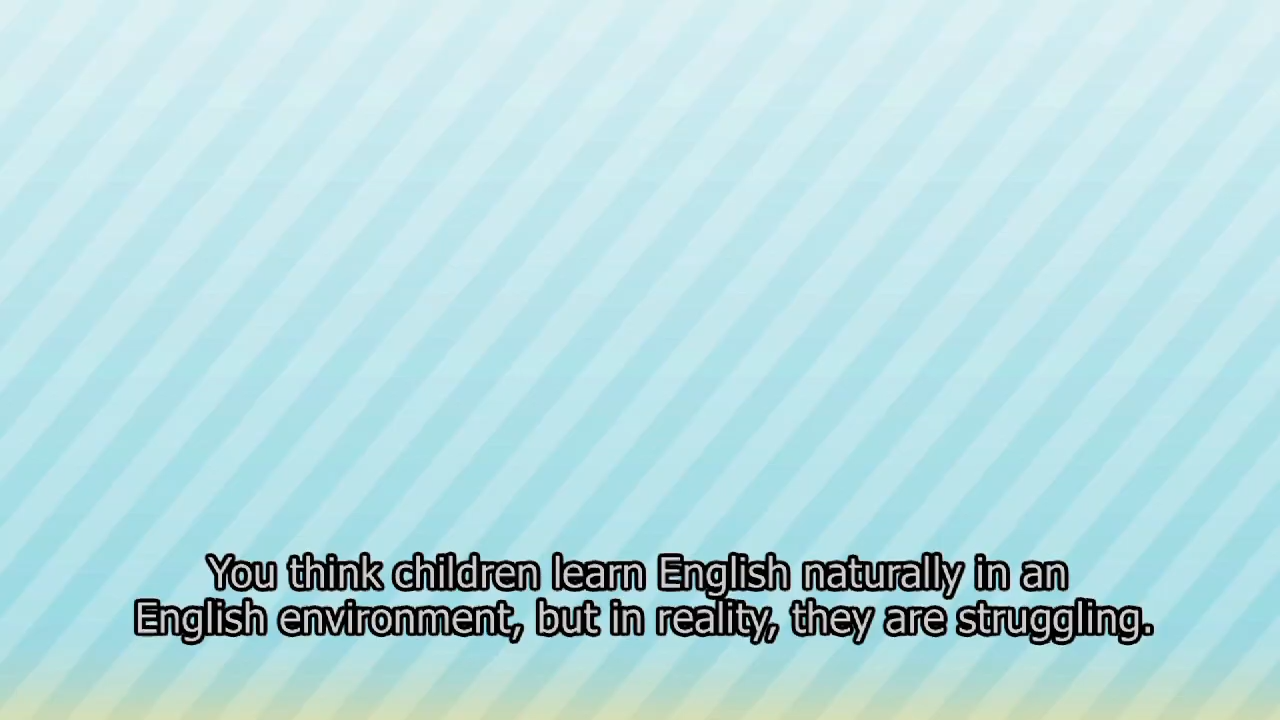 You think children learn English naturally in an
English environment, but in reality, they are struggling.